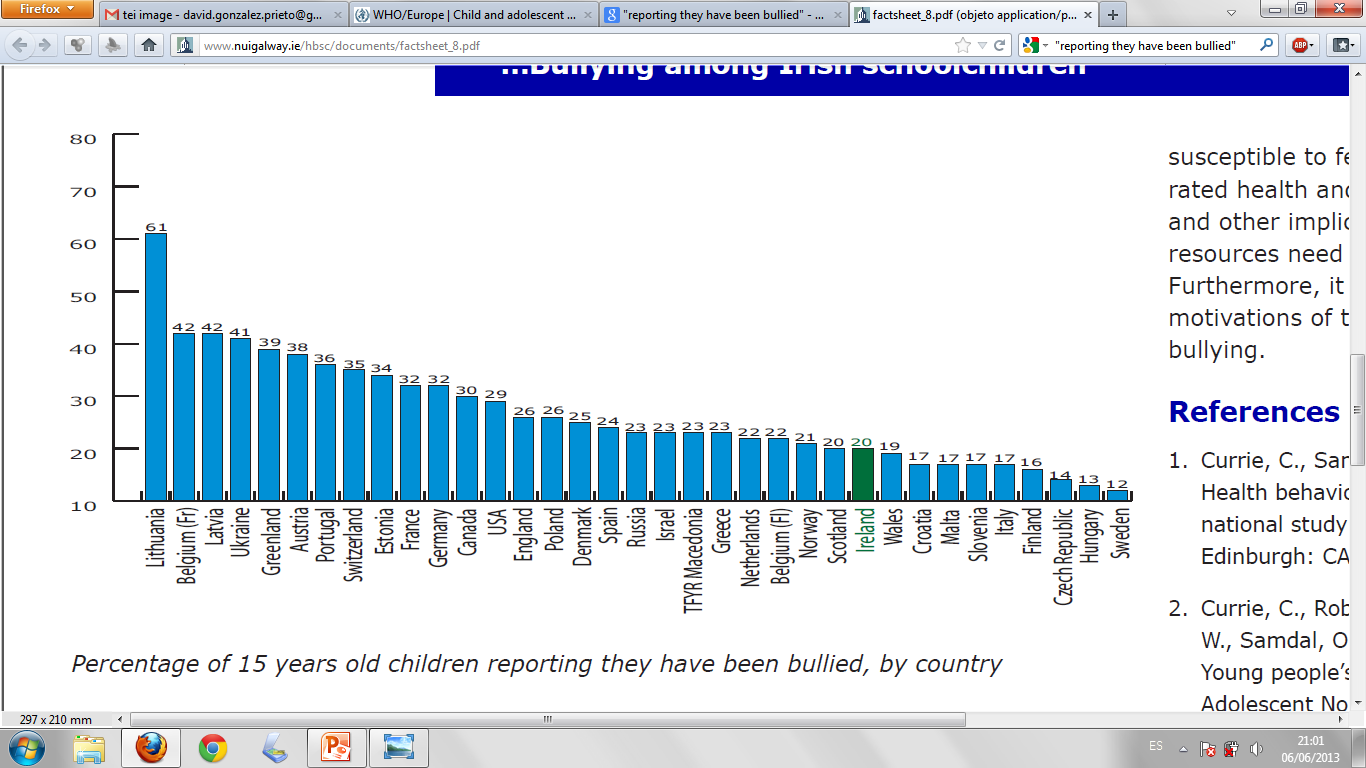 Firefox
tei image - david.gonzalez.prieto@g...
WHO/Europe | Child and adolescent ...
"reporting they have been bullied" - ...
factsheet_8.pdf (objeto application/p...
www.nuigalway.ie/hbsc/documents/factsheet_8.pdf
"reporting they have been bullied"
ABP
...Bullying among Irish schoolchildren
80
70
60
50
40
30
20
10
61
42
42
41
39
38
36
35
34
32
32
30
29
26
26
25
24
23
23
23
23
22
22
21
20
20
19
17
17
17
17
16
14
13
12
Lithuania
Belgium (Fr)
Latvia
Ukraine
Greenland
Austria
Portugal
Switzerland
Estonia
France
Germany
Canada
USA
England
Poland
Denmark
Spain
Russia
Israel
TFYR Macedonia
Greece
Netherlands
Belgium (Fl)
Norway
Scotland
Ireland
Wales
Croatia
Malta
Slovenia
Italy
Finland
Czech Republic
Hungary
Sweden
Percentage of 15 years old children reporting they have been bullied, by country
susceptible to fe
rated health and
and other implic
resources need
Furthermore, it
motivations of t
bullying.
References
1. Currie, C., Sar
Health behavio
national study
Edinburgh: CA
2. Currie, C., Rob
W., Samdal, O
Young people's
Adolescent No
297 x 210 mm
ES
21:01
06/06/2013